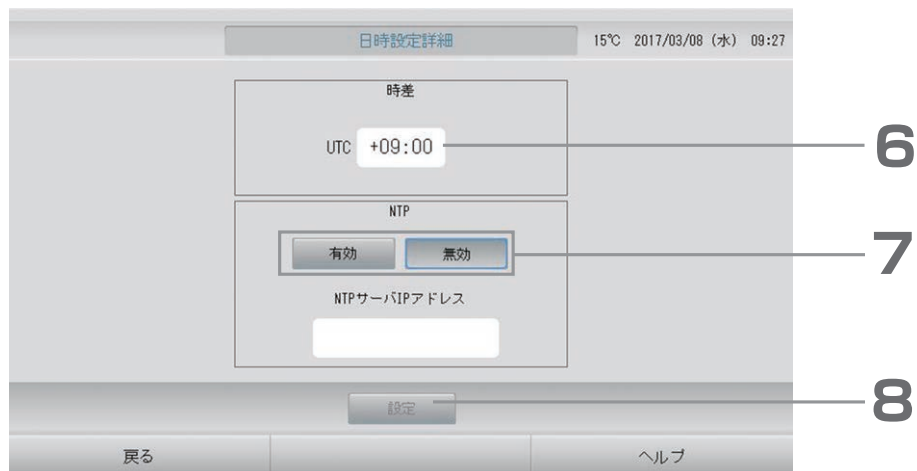 日時設定詳細 15℃ 2017/03/08 (水) 09:27
時差
UTC +09:00
6
NTP
有効 無効
7
NTPサーバIPアドレス
設定
8
戻る ヘルプ